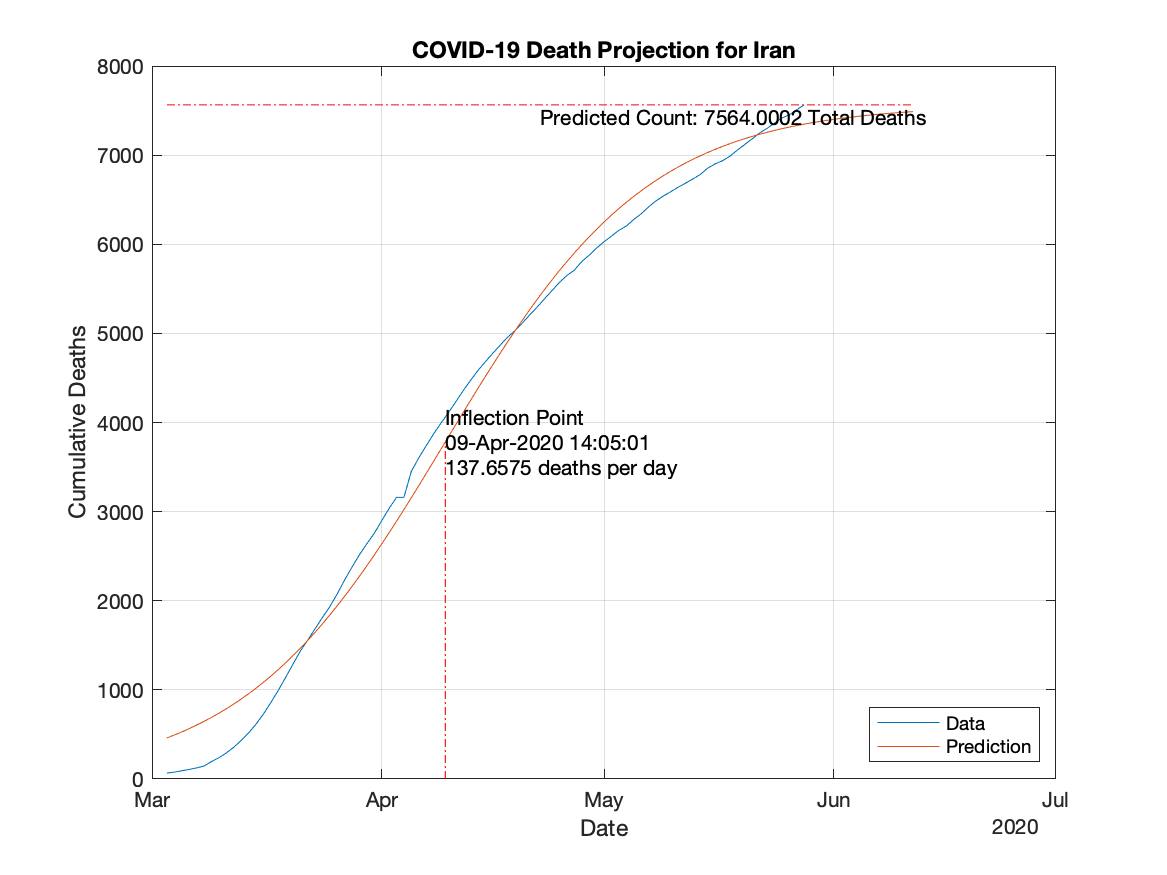 COVID-19 Death Projection for Iran
8000
7000
6000
5000
4000
3000
2000
1000
0
Cumulative Deaths
Predicted Count: 7564.0002 Total Deaths
Inflection Point
09-Apr-2020 14:05:01
137.6575 deaths per day
Data
Prediction
Mar Apr May Jun Jul
Date
2020